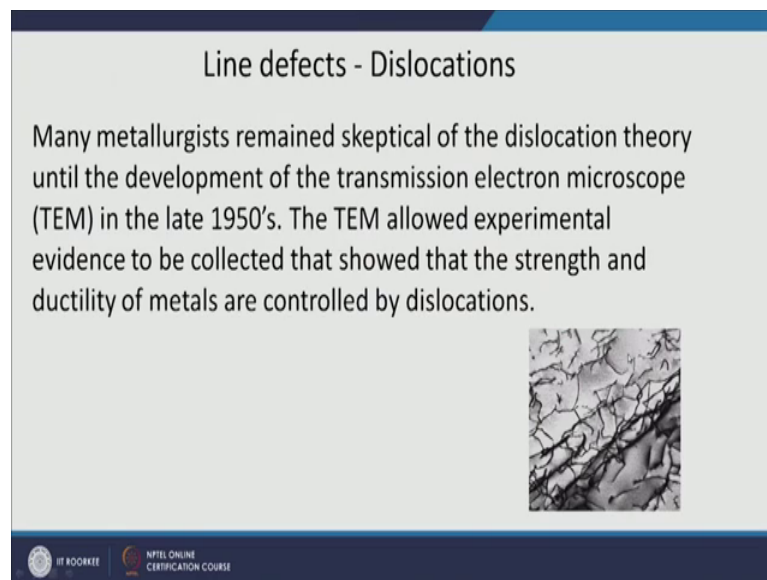 Line defects - Dislocations
Many metallurgists remained skeptical of the dislocation theory
until the development of the transmission electron microscope
(TEM) in the late 1950's. The TEM allowed experimental
evidence to be collected that showed that the strength and
ductility of metals are controlled by dislocations.
IIT ROORKEE
NPTEL ONLINE
CERTIFICATION COURSE